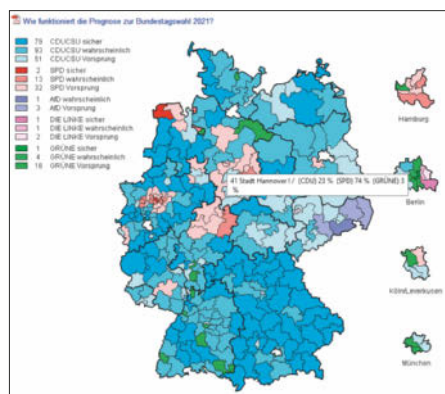 Wie funktioniert die Prognose zur Bundestagswahl 2021?
79 CDU/CSU sicher
93 CDU/CSU wahrscheinlich
51 CDU/CSU Vorsprung
2 SPD sicher
13 SPD wahrscheinlich
32 SPD Vorsprung
1 AfD wahrscheinlich
3 AfD Vorsprung
1 DIE LINKE sicher
1 DIE LINKE wahrscheinlich
2 DIE LINKE Vorsprung
1 GRÜNE sicher
4 GRÜNE wahrscheinlich
16 GRÜNE Vorsprung
Hamburg
41 Stadt Hannover I / (CDU) 23 % (SPD) 74 % (GRÜNE) 3
%
Berlin
Köln/Leverkusen
München